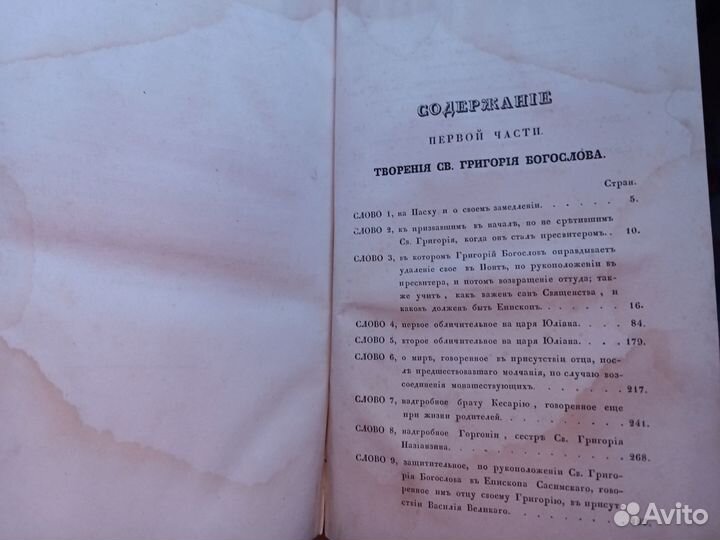 СОДЕРЖАНІЕ
ПЕРВОЙ ЧАСТИ.
ТВОРЕНІЯ СВ. ГРИГОРІЯ БОГОСЛОВА.
Стран.
СЛОВО 1, на Пасху и о своемъ замедленіи. . . . . . 5.
СЛОВО 2, къ призвавшимъ въ началѣ, но не срѣтившимъ
Св. Григорія, когда онъ сталъ пресвитеромъ. . 10.
СЛОВО 3, въ которомъ Григорій Богословъ оправдываетъ
удаленіе свое въ Понтъ, по рукоположеніи въ
пресвитера, и потомъ возвращеніе оттуда; так-
же учитъ, какъ важенъ санъ Священства, и
каковъ долженъ быть Епископъ. . . . . . . 16.
СЛОВО 4, первое обличительное на царя Юліана. . . . . 84.
СЛОВО 5, второе обличительное на царя Юліана. . . . . 179.
СЛОВО 6, о мирѣ, говоренное въ присутствіи отца, пос-
лѣ предшествовавшаго молчанія, по случаю воз-
соединенія монашествующихъ. . . . . . . 217.
СЛОВО 7, надгробное брату Кесарію, говоренное еще
при жизни родителей. . . . . . . . . 241.
СЛОВО 8, надгробное Горгоніи, сестрѣ Св. Григорія
Назіанзина. . . . . . . . . . . . 268.
СЛОВО 9, защитительное, по рукоположеніи Св. Григо-
рія Богослова въ Епископа Сасимскаго, гово-
ренное имъ отцу своему Григорію, въ присут-
ствіи Василія Великаго. . . . . . . . .
Avito